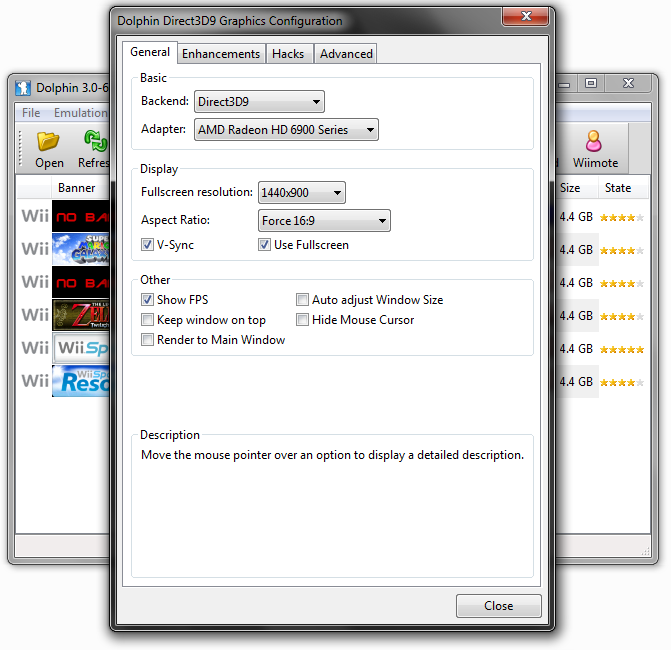 Dolphin Direct3D9 Graphics Configuration
General Enhancements Hacks Advanced
Basic
Backend: Direct3D9
Adapter: AMD Radeon HD 6900 Series
Display
Fullscreen resolution: 1440x900
Aspect Ratio: Force 16:9
V-Sync Use Fullscreen
Other
Show FPS Auto adjust Window Size
Keep window on top Hide Mouse Cursor
Render to Main Window
Description
Move the mouse pointer over an option to display a detailed description.
Close
Dolphin 3.0-6
File Emulation
Open Refres Wiimote
Banner Size State
Wii NO BA 4.4 GB
Wii SUPER 4.4 GB
Wii NO BA 4.4 GB
Wii ZEL 4.4 GB
Wii Wii Sp 4.4 GB
Wii Wii Sp Reso 4.4 GB